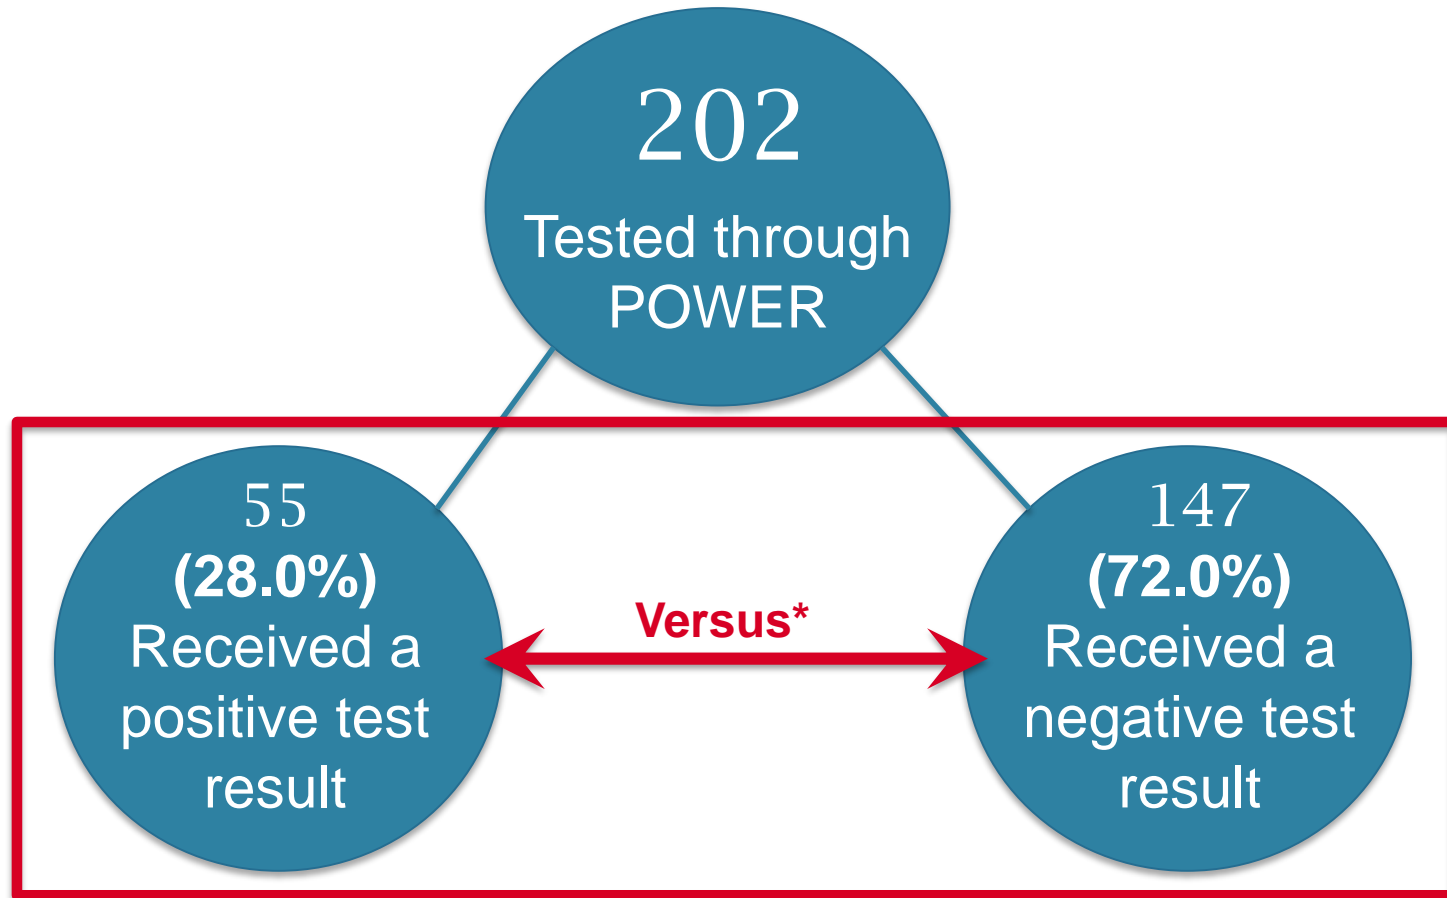 202
Tested through
POWER
55
(28.0%)
Received a
positive test
result
Versus*
147
(72.0%)
Received a
negative test
result